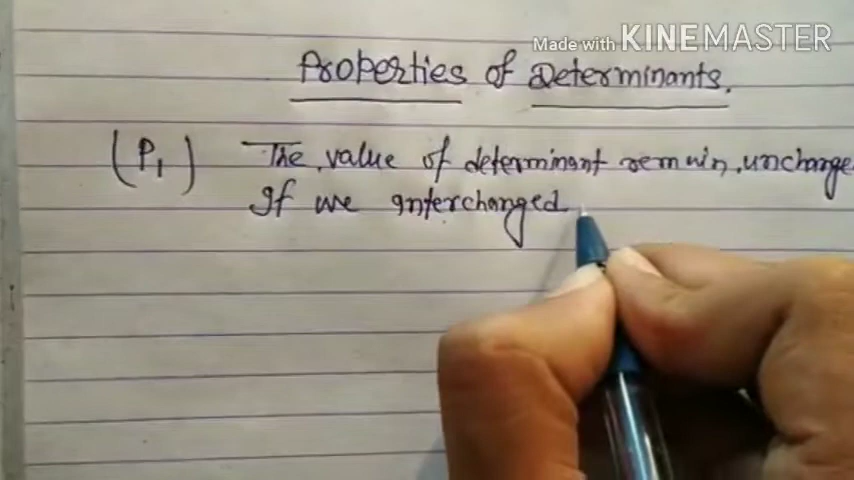 Made with KINEMASTER
Properties of Determinants.
(P1) The value of determinant remain, unchange
If we interchanged